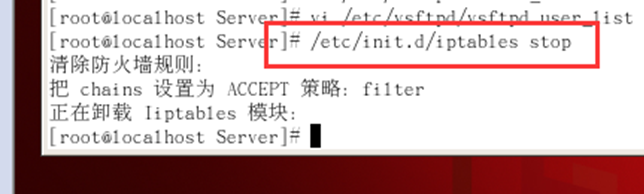 [root@localhost Server]# vi /etc/vsftpd/vsftpd_user_list
[root@localhost Server]# /etc/init.d/iptables stop
清除防火墙规则:
把 chains 设置为 ACCEPT 策略: filter
正在卸载 Iiptables 模块:
[root@localhost Server]#